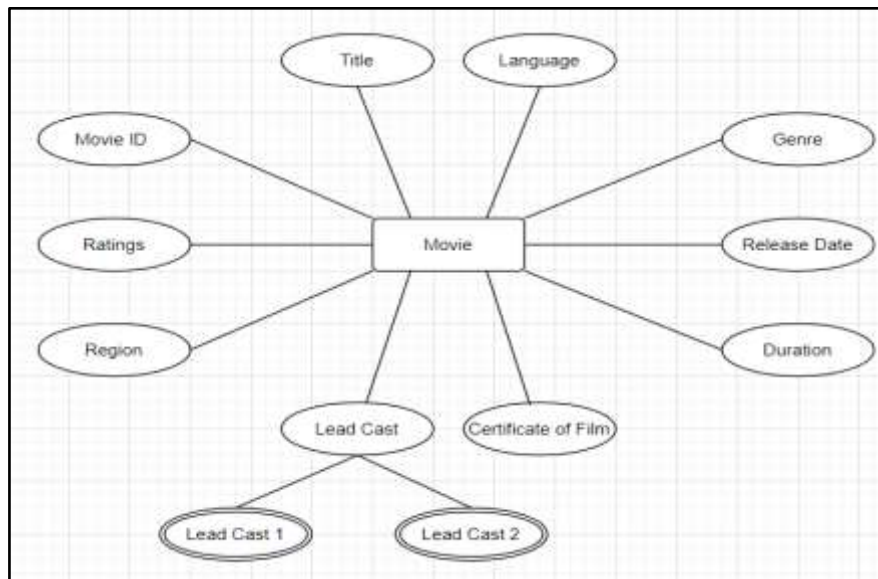 Title
Language
Movie ID
Genre
Ratings
Movie
Release Date
Region
Duration
Lead Cast
Certificate of Film
Lead Cast 1
Lead Cast 2